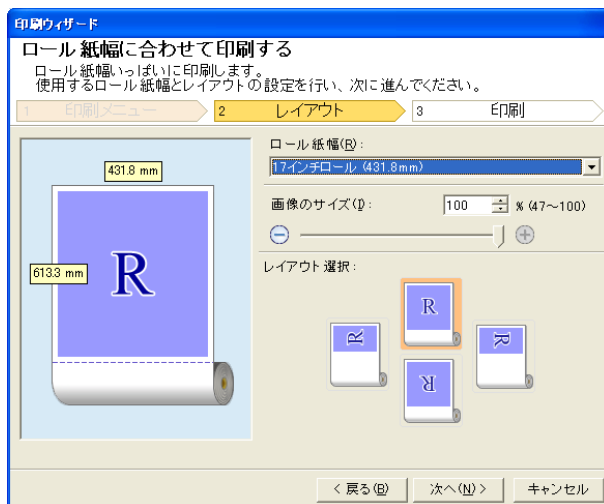 印刷ウィザード
ロール紙幅に合わせて印刷する
ロール紙幅いっぱいに印刷します。
使用するロール紙幅とレイアウトの設定を行い、次に進んでください。
1 印刷メニュー 2 レイアウト 3 印刷
ロール紙幅(R):
17インチロール (431.8mm)
画像のサイズ(I): 100 % (47～100)
レイアウト選択:
431.8 mm
613.3 mm
R
R
R
R
R
< 戻る(B) 次へ(N) > キャンセル